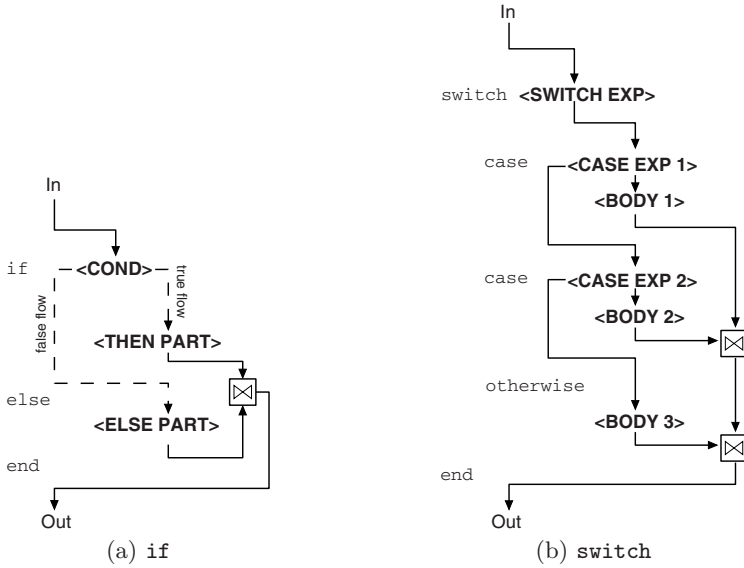 In
if <COND>
false flow
true flow
<THEN PART>
else
<ELSE PART>
end
Out
(a) if
In
switch <SWITCH EXP>
case <CASE EXP 1>
<BODY 1>
case <CASE EXP 2>
<BODY 2>
otherwise
<BODY 3>
end
Out
(b) switch